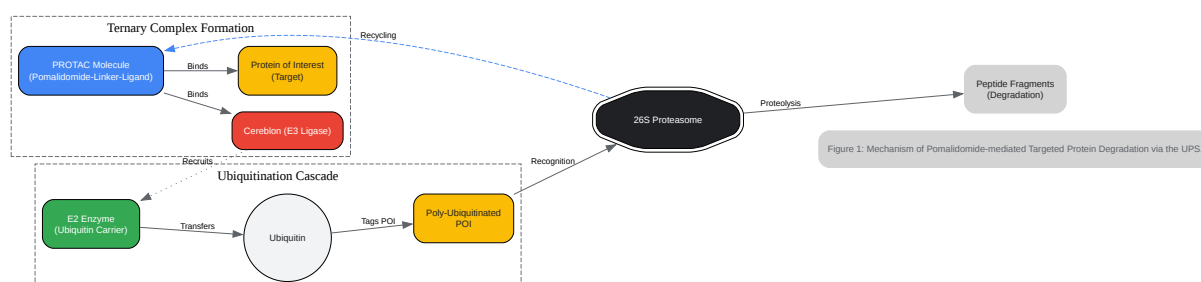 Ternary Complex Formation
Recycling
PROTAC Molecule
(Pomalidomide-Linker-Ligand)
Binds
Protein of Interest
(Target)
Binds
Cereblon (E3 Ligase)
26S Proteasome
Proteolysis
Peptide Fragments
(Degradation)
Figure 1: Mechanism of Pomalidomide-mediated Targeted Protein Degradation via the UPS
Recruits
Recognition
Ubiquitination Cascade
E2 Enzyme
(Ubiquitin Carrier)
Transfers
Ubiquitin
Tags POI
Poly-Ubiquitinated
POI